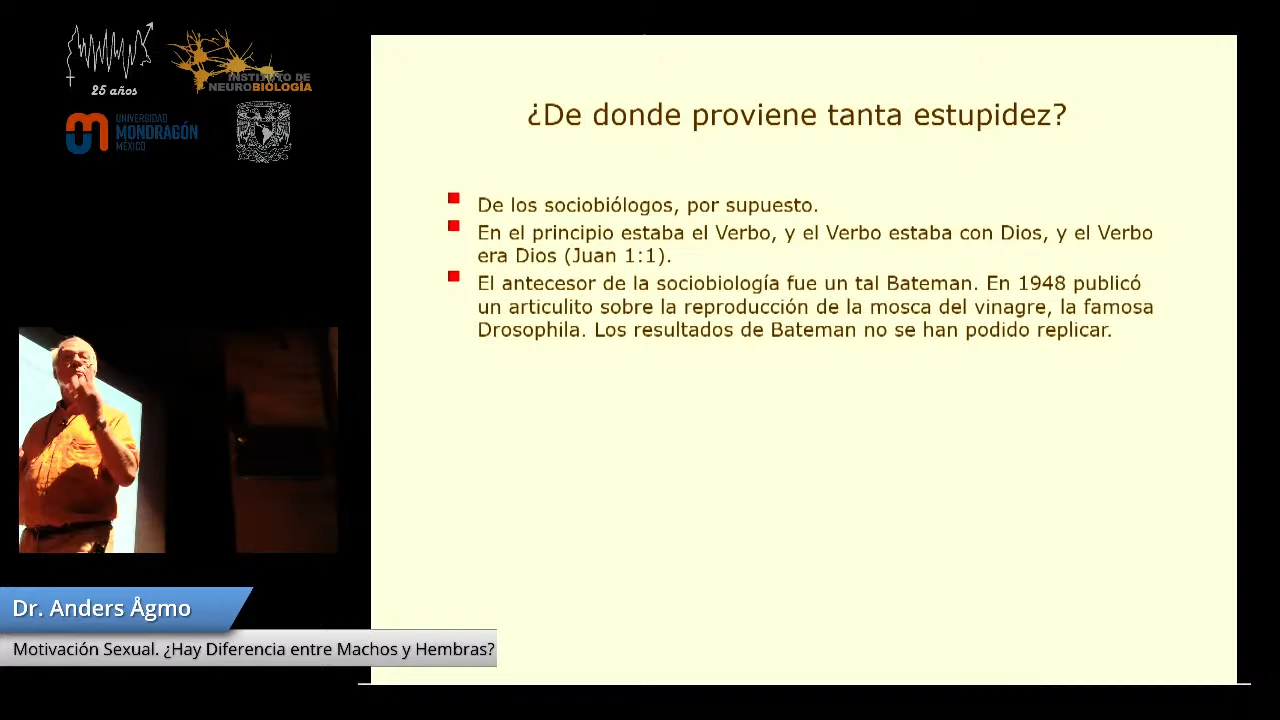 25 años
INSTITUTO DE
NEUROBIOLOGÍA
UNIVERSIDAD
MONDRAGÓN
MÉXICO
¿De donde proviene tanta estupidez?
De los sociobiólogos, por supuesto.
En el principio estaba el Verbo, y el Verbo estaba con Dios, y el Verbo
era Dios (Juan 1:1).
El antecesor de la sociobiología fue un tal Bateman. En 1948 publicó
un articulito sobre la reproducción de la mosca del vinagre, la famosa
Drosophila. Los resultados de Bateman no se han podido replicar.
Dr. Anders Ågmo
Motivación Sexual. ¿Hay Diferencia entre Machos y Hembras?